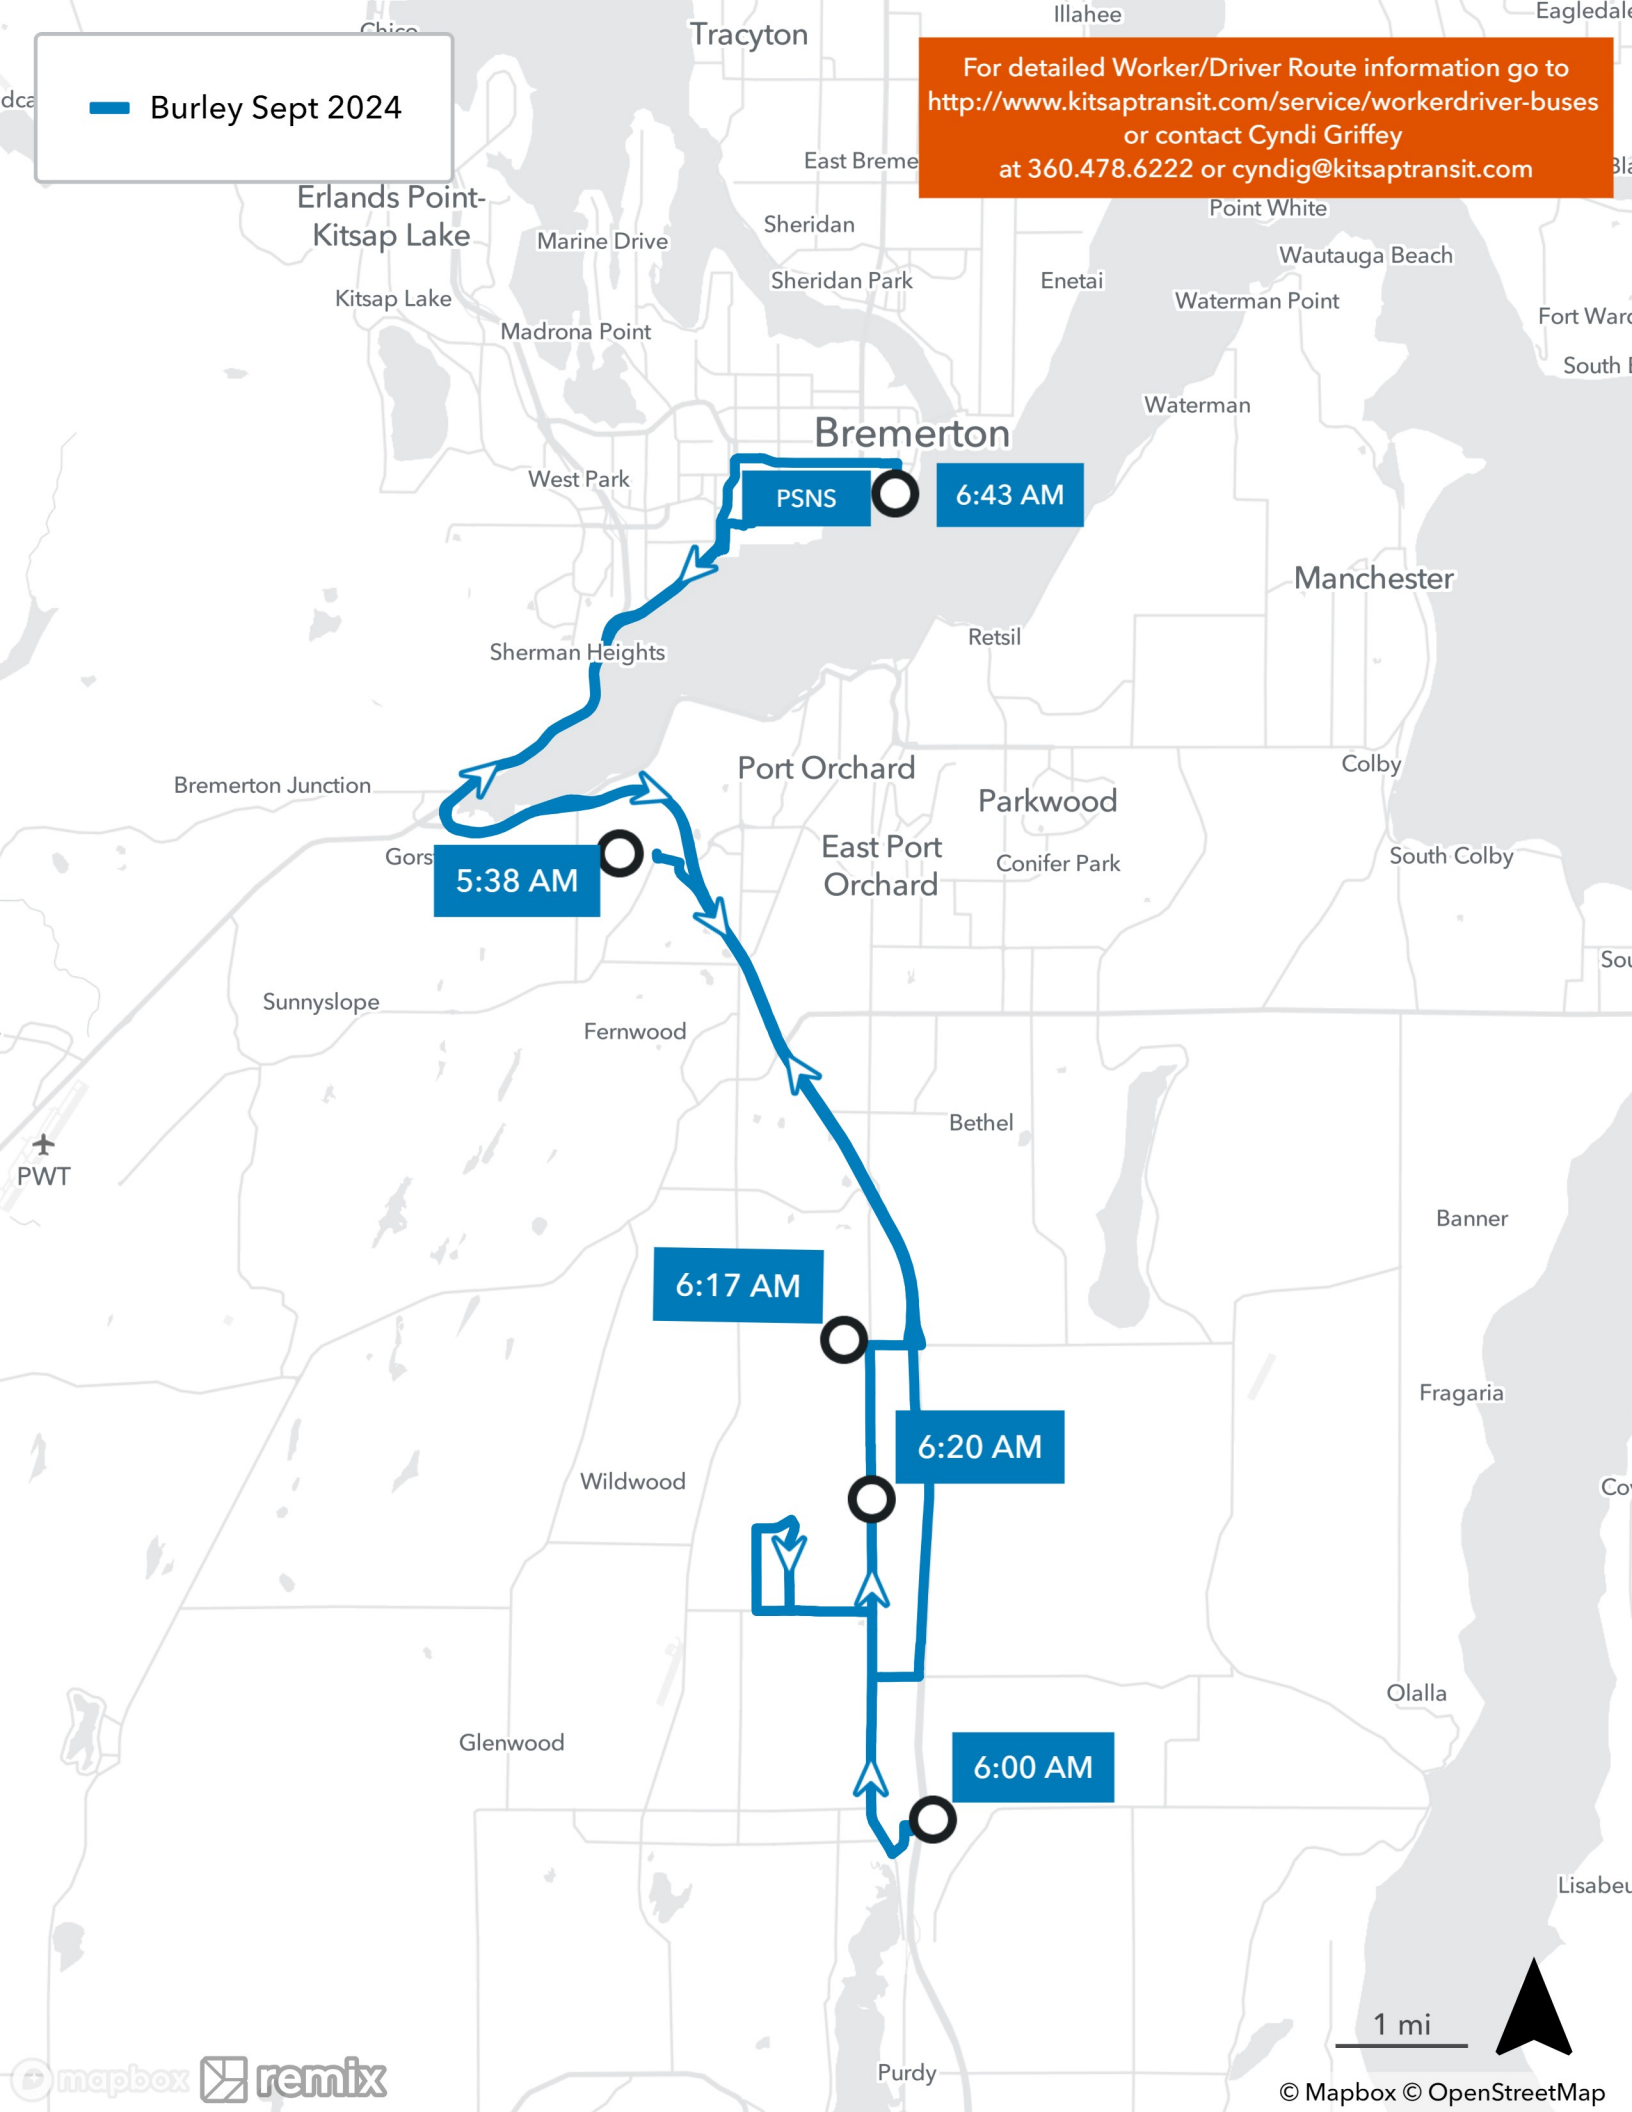 Chico
Tracyton
Illahee
Burley Sept 2024
For detailed Worker/Driver Route information go to
http://www.kitsaptransit.com/service/workerdriver-buses
or contact Cyndi Griffey
at 360.478.6222 or cyndig@kitsaptransit.com
Erlands Point-
Kitsap Lake
Marine Drive
Sheridan
Point White
Wautauga Beach
Sheridan Park
Enetai
Kitsap Lake
Waterman Point
Madrona Point
Waterman
Bremerton
West Park
PSNS
6:43 AM
Manchester
Retsil
Sherman Heights
Bremerton Junction
Port Orchard
Colby
Parkwood
East Port
Orchard
Conifer Park
South Colby
5:38 AM
Sunnyslope
Fernwood
Bethel
PWT
Banner
6:17 AM
Fragaria
6:20 AM
Wildwood
Olalla
Glenwood
6:00 AM
1 mi
Purdy
mapbox
remix
© Mapbox © OpenStreetMap